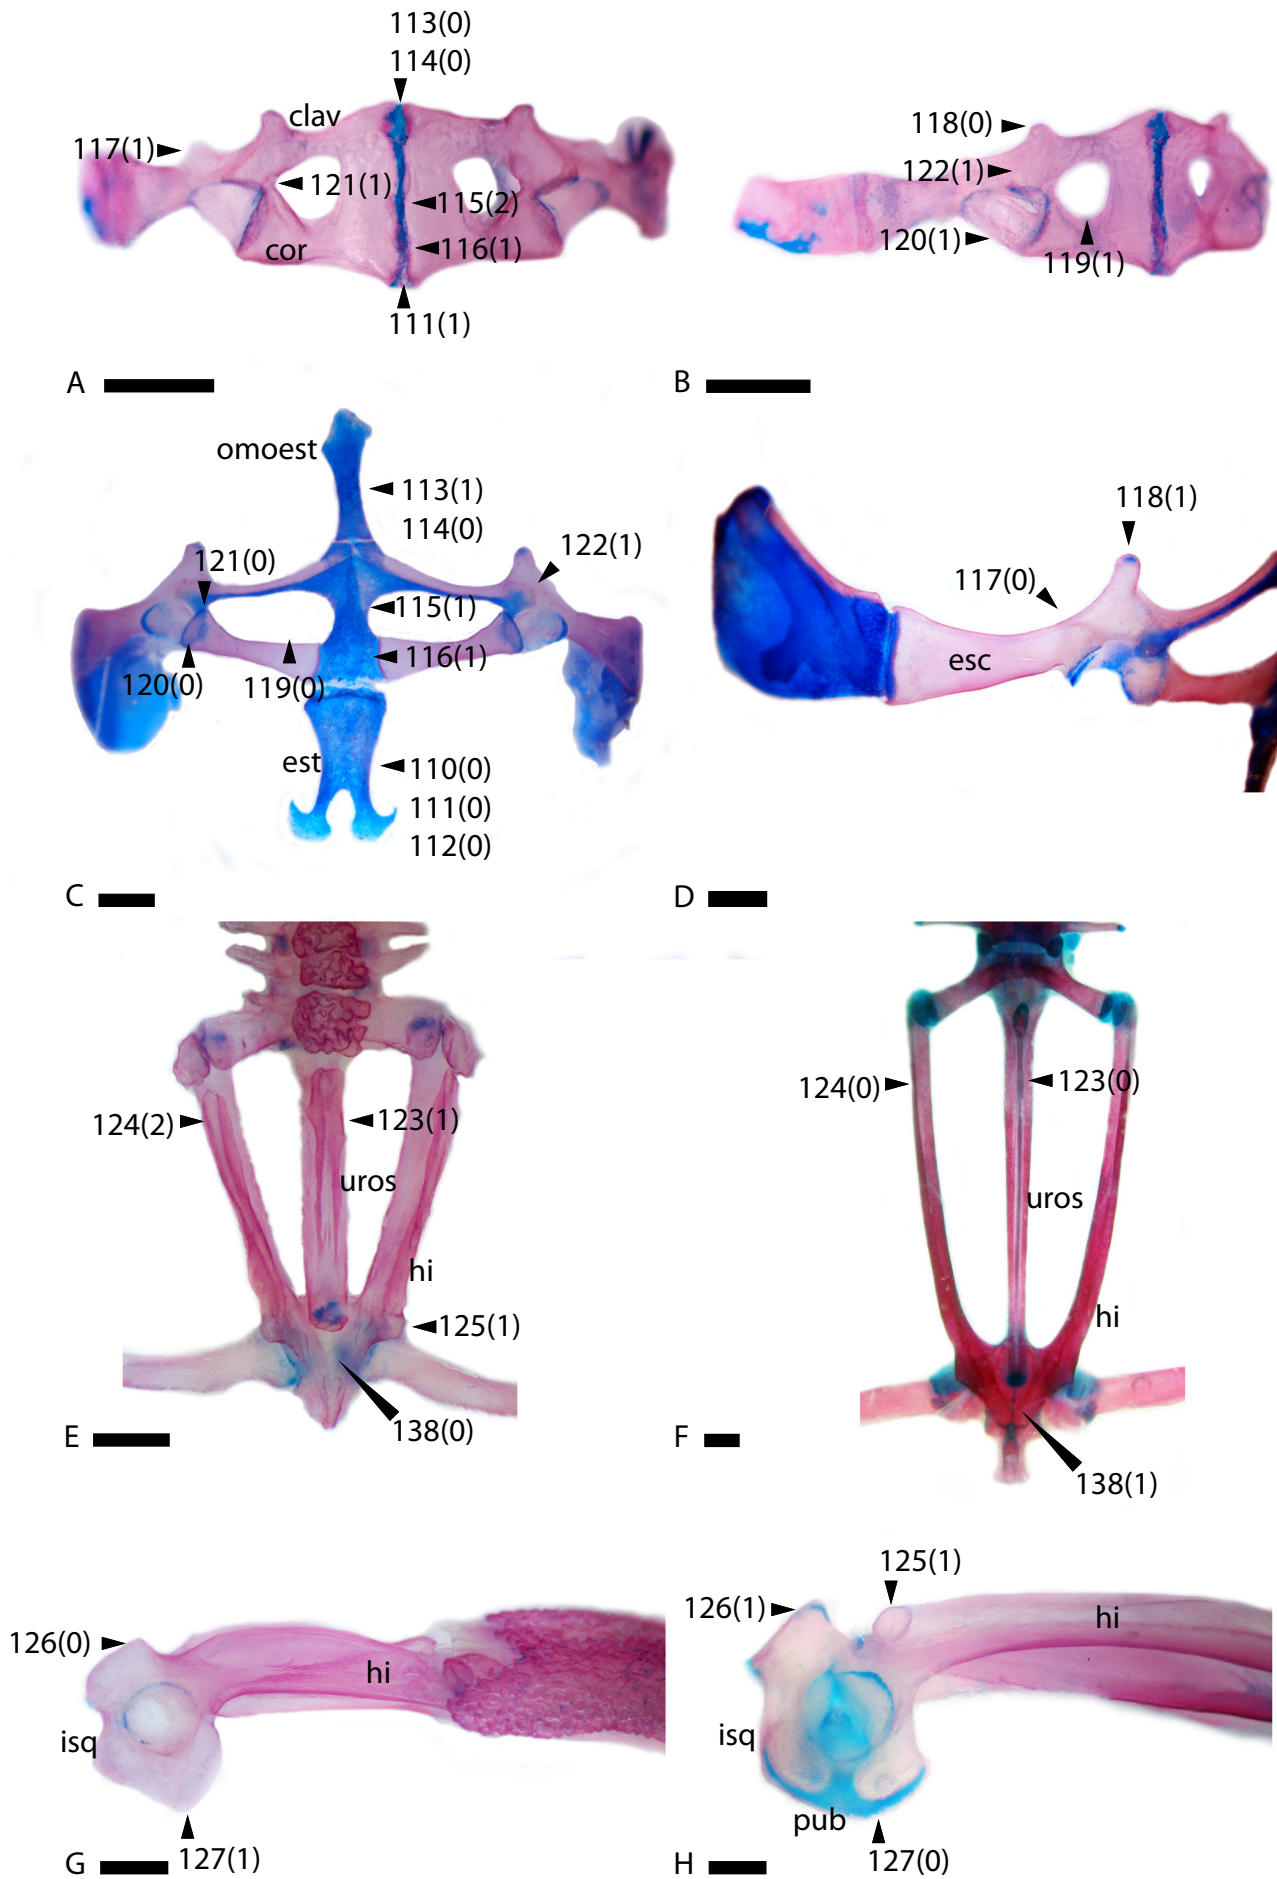 113(0)
114(0)
clav
117(1)
121(1)
115(2)
cor
116(1)
111(1)
A
118(0)
122(1)
120(1)
119(1)
B
omoest
113(1)
114(0)
121(0)
122(1)
115(1)
116(1)
120(0)
119(0)
est
110(0)
111(0)
112(0)
C
118(1)
117(0)
esc
D
124(2)
123(1)
uros
hi
125(1)
138(0)
E
124(0)
123(0)
uros
hi
138(1)
F
126(0)
hi
isq
127(1)
G
125(1)
126(1)
hi
isq
pub
127(0)
H